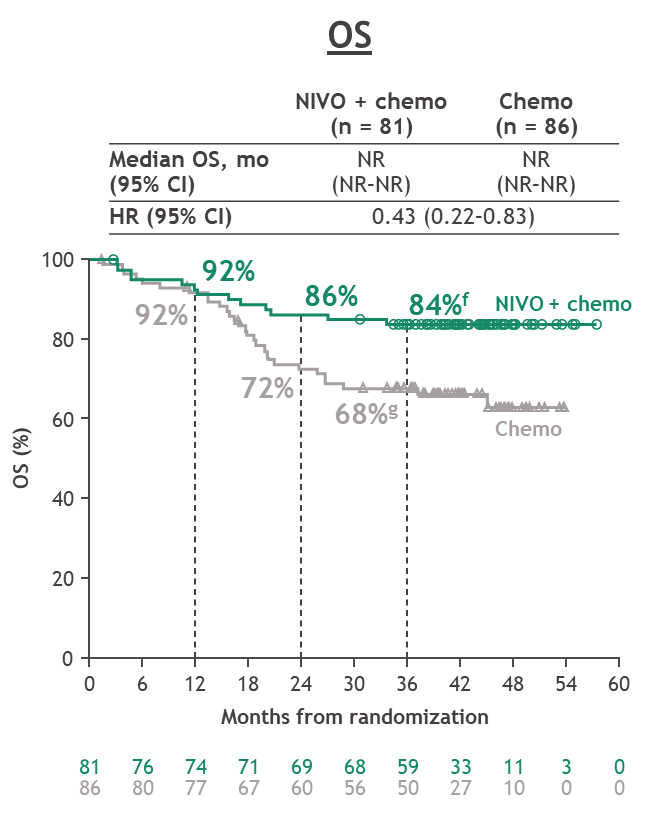 OS
NIVO + chemo Chemo
(n = 81) (n = 86)
Median OS, mo NR NR
(95% CI) (NR-NR) (NR-NR)
HR (95% CI) 0.43 (0.22-0.83)
100
80
60
40
20
0
OS (%)
92%
86%
84%f
NIVO + chemo
92%
72%
68%g
Chemo
0 6 12 18 24 30 36 42 48 54 60
Months from randomization
81 76 74 71 69 68 59 33 11 3 0
86 80 77 67 60 56 50 27 10 0 0